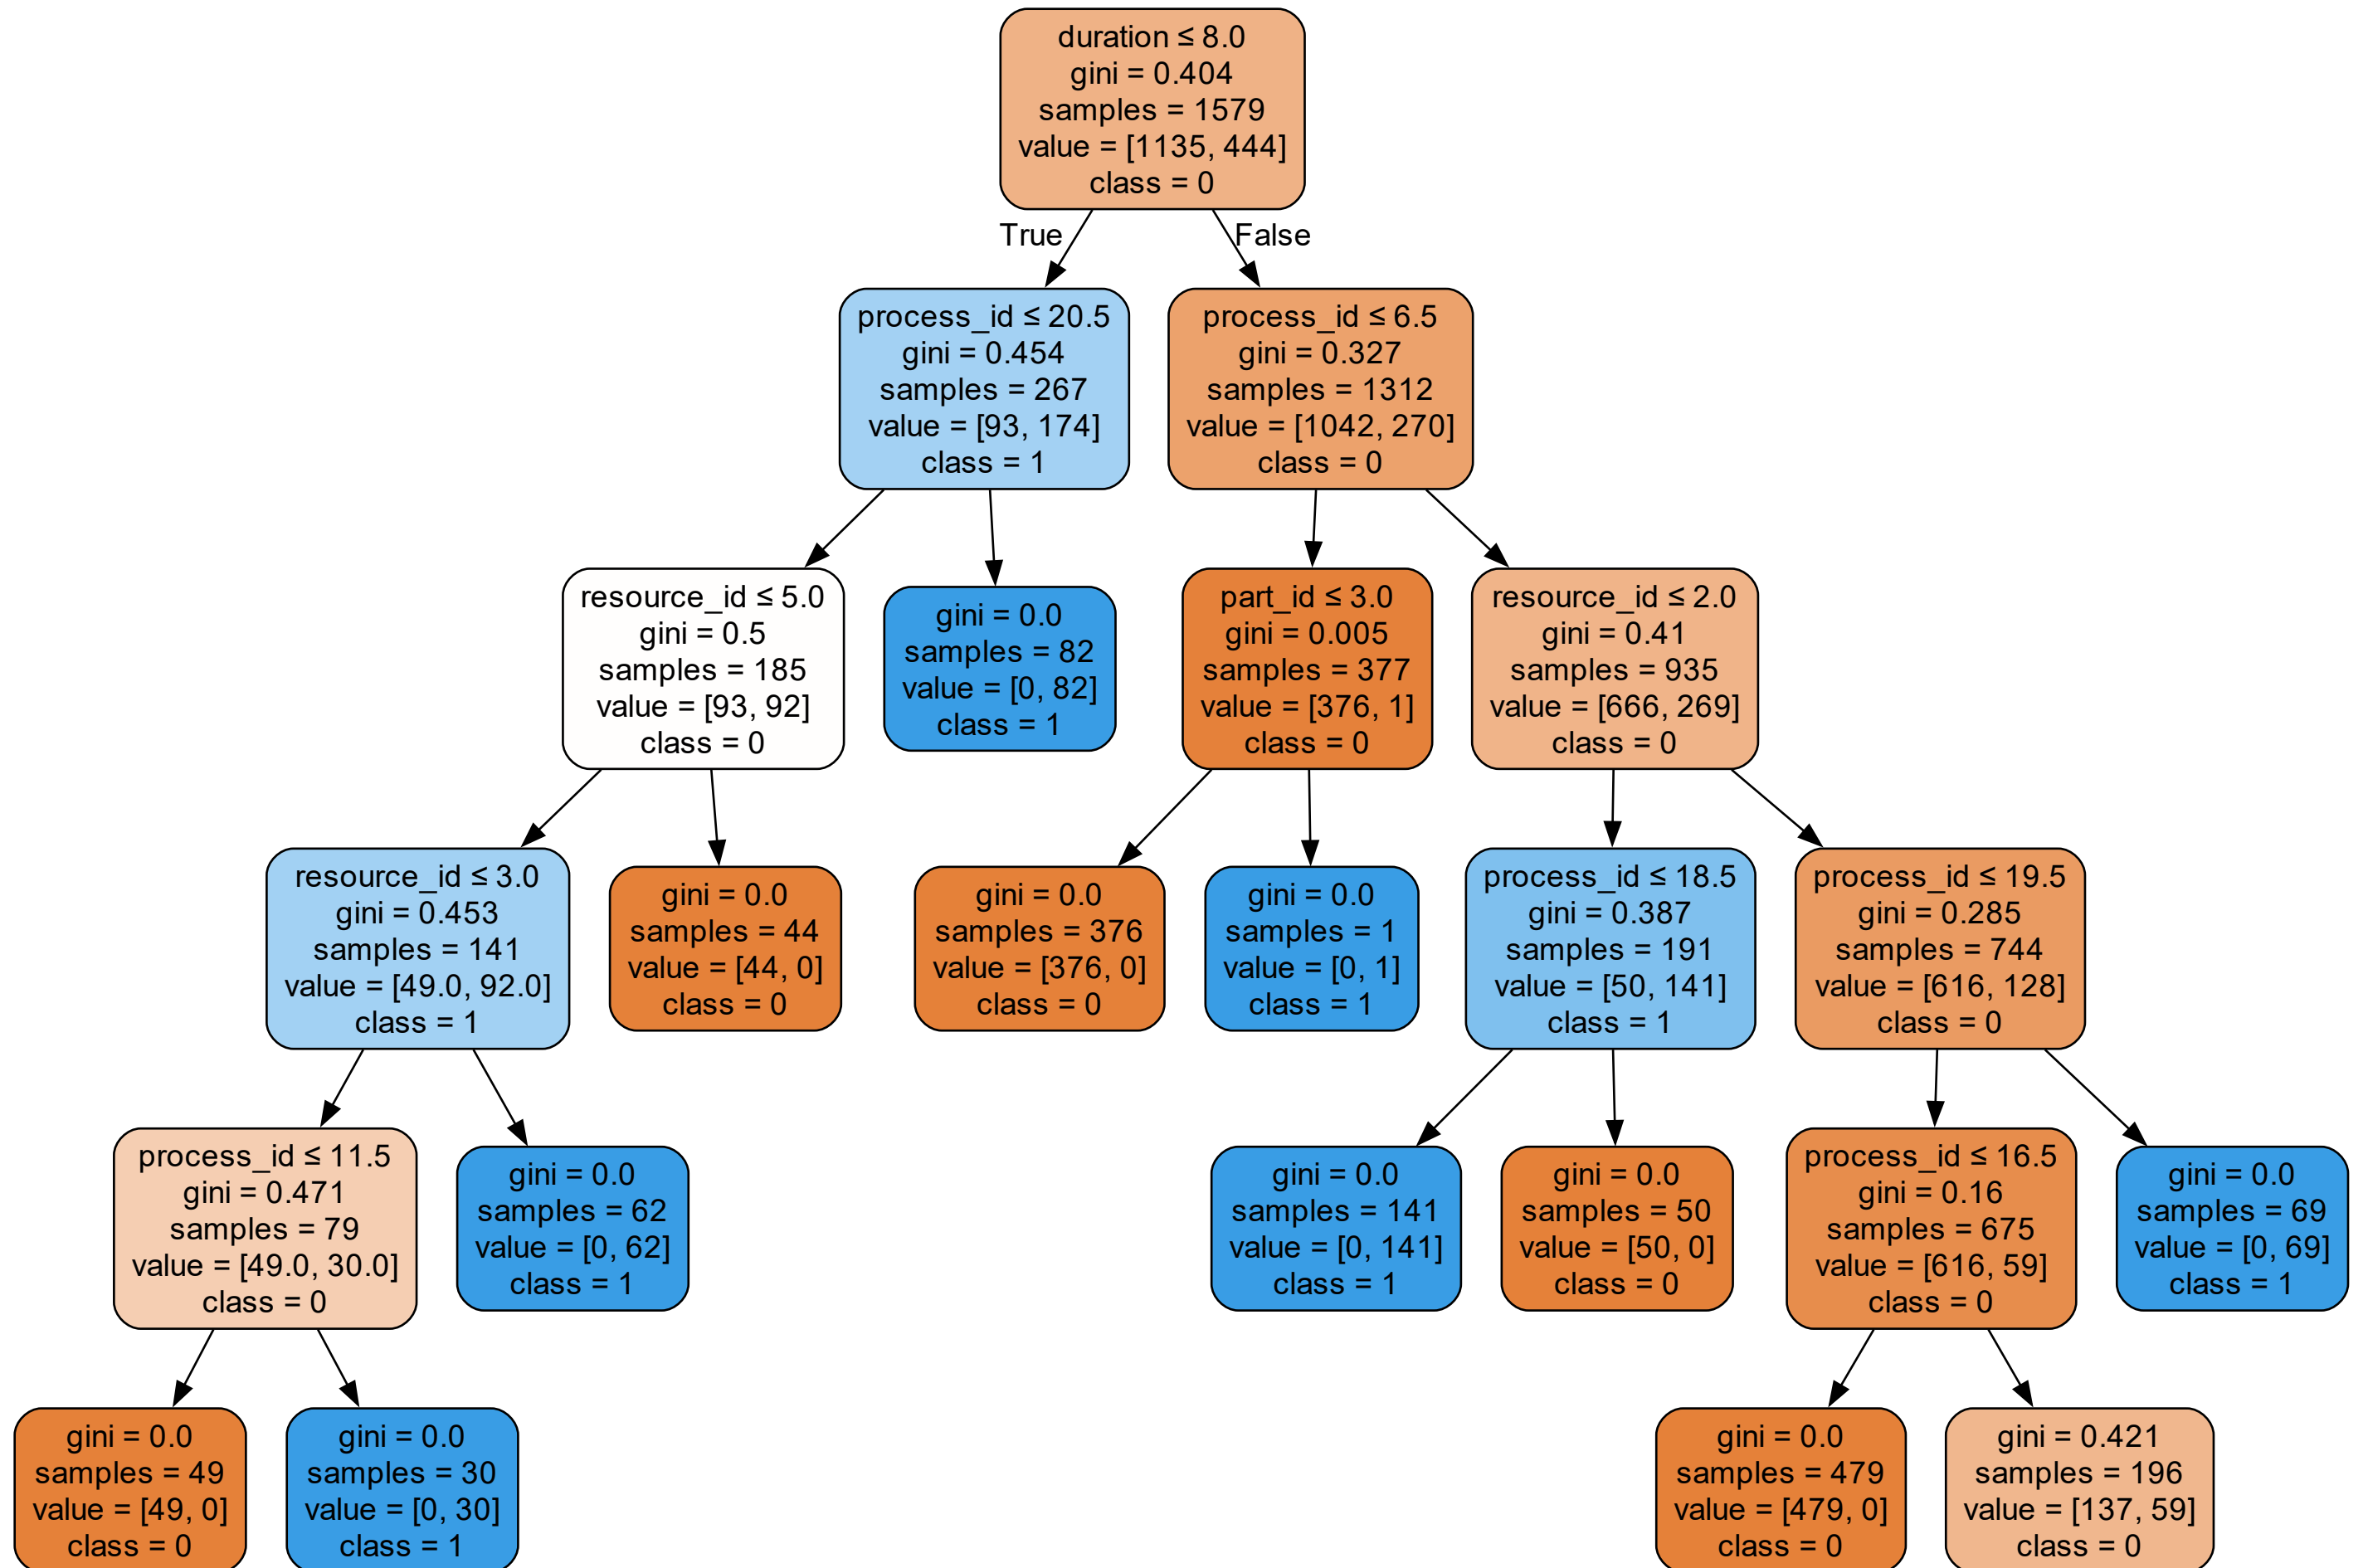 duration ≤ 8.0
gini = 0.404
samples = 1579
value = [1135, 444]
class = 0
True
False
process_id ≤ 20.5
gini = 0.454
samples = 267
value = [93, 174]
class = 1
process_id ≤ 6.5
gini = 0.327
samples = 1312
value = [1042, 270]
class = 0
resource_id ≤ 5.0
gini = 0.5
samples = 185
value = [93, 92]
class = 0
gini = 0.0
samples = 82
value = [0, 82]
class = 1
part_id ≤ 3.0
gini = 0.005
samples = 377
value = [376, 1]
class = 0
resource_id ≤ 2.0
gini = 0.41
samples = 935
value = [666, 269]
class = 0
resource_id ≤ 3.0
gini = 0.453
samples = 141
value = [49.0, 92.0]
class = 1
gini = 0.0
samples = 44
value = [44, 0]
class = 0
gini = 0.0
samples = 376
value = [376, 0]
class = 0
gini = 0.0
samples = 1
value = [0, 1]
class = 1
process_id ≤ 18.5
gini = 0.387
samples = 191
value = [50, 141]
class = 1
process_id ≤ 19.5
gini = 0.285
samples = 744
value = [616, 128]
class = 0
process_id ≤ 11.5
gini = 0.471
samples = 79
value = [49.0, 30.0]
class = 0
gini = 0.0
samples = 62
value = [0, 62]
class = 1
gini = 0.0
samples = 141
value = [0, 141]
class = 1
gini = 0.0
samples = 50
value = [50, 0]
class = 0
process_id ≤ 16.5
gini = 0.16
samples = 675
value = [616, 59]
class = 0
gini = 0.0
samples = 69
value = [0, 69]
class = 1
gini = 0.0
samples = 49
value = [49, 0]
class = 0
gini = 0.0
samples = 30
value = [0, 30]
class = 1
gini = 0.0
samples = 479
value = [479, 0]
class = 0
gini = 0.421
samples = 196
value = [137, 59]
class = 0